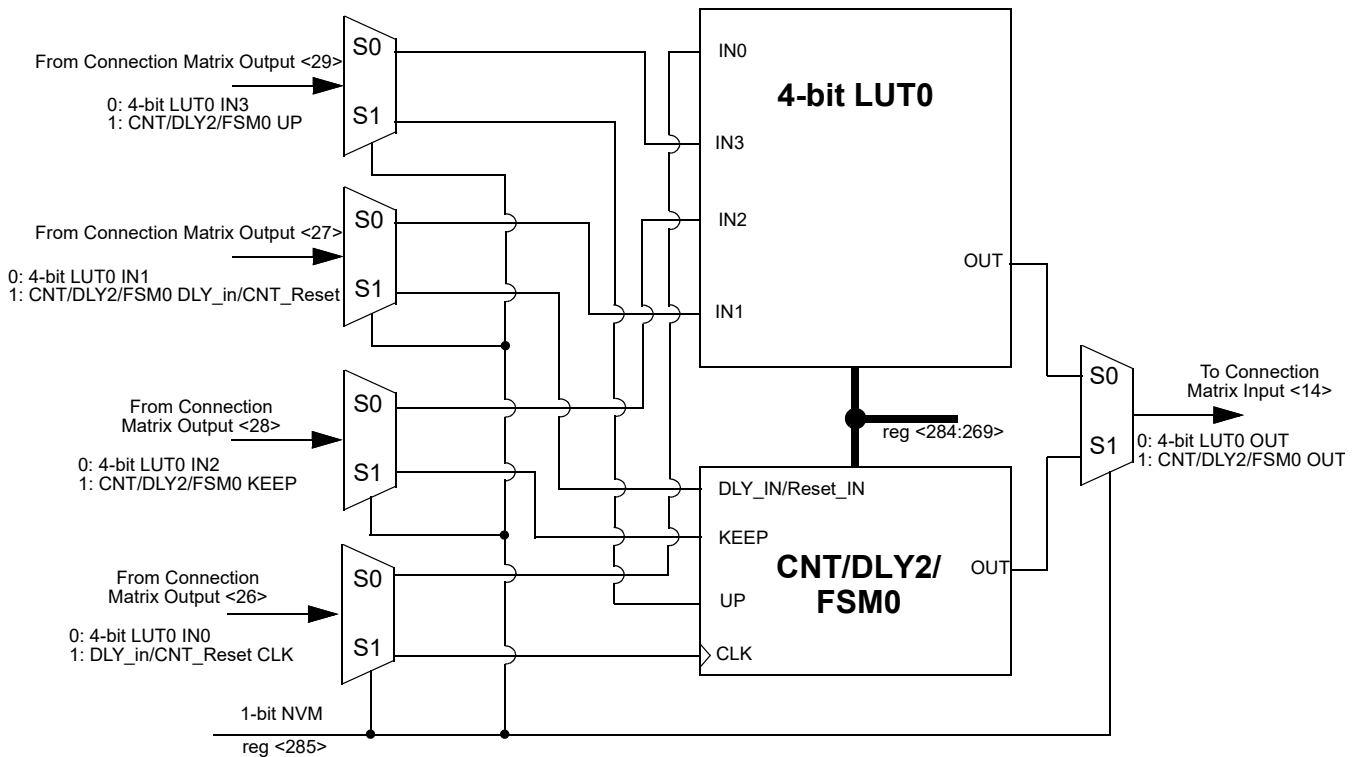 From Connection Matrix Output <29>
0: 4-bit LUT0 IN3
1: CNT/DLY2/FSM0 UP
S0
S1
From Connection Matrix Output <27>
0: 4-bit LUT0 IN1
1: CNT/DLY2/FSM0 DLY_in/CNT_Reset
S0
S1
From Connection
Matrix Output <28>
0: 4-bit LUT0 IN2
1: CNT/DLY2/FSM0 KEEP
S0
S1
From Connection
Matrix Output <26>
0: 4-bit LUT0 IN0
1: DLY_in/CNT_Reset CLK
S0
S1
1-bit NVM
reg <285>
4-bit LUT0
IN0
IN3
IN2
IN1
OUT
reg <284:269>
DLY_IN/Reset_IN
KEEP
UP
CLK
CNT/DLY2/
FSM0
OUT
S0
S1
To Connection
Matrix Input <14>
0: 4-bit LUT0 OUT
1: CNT/DLY2/FSM0 OUT